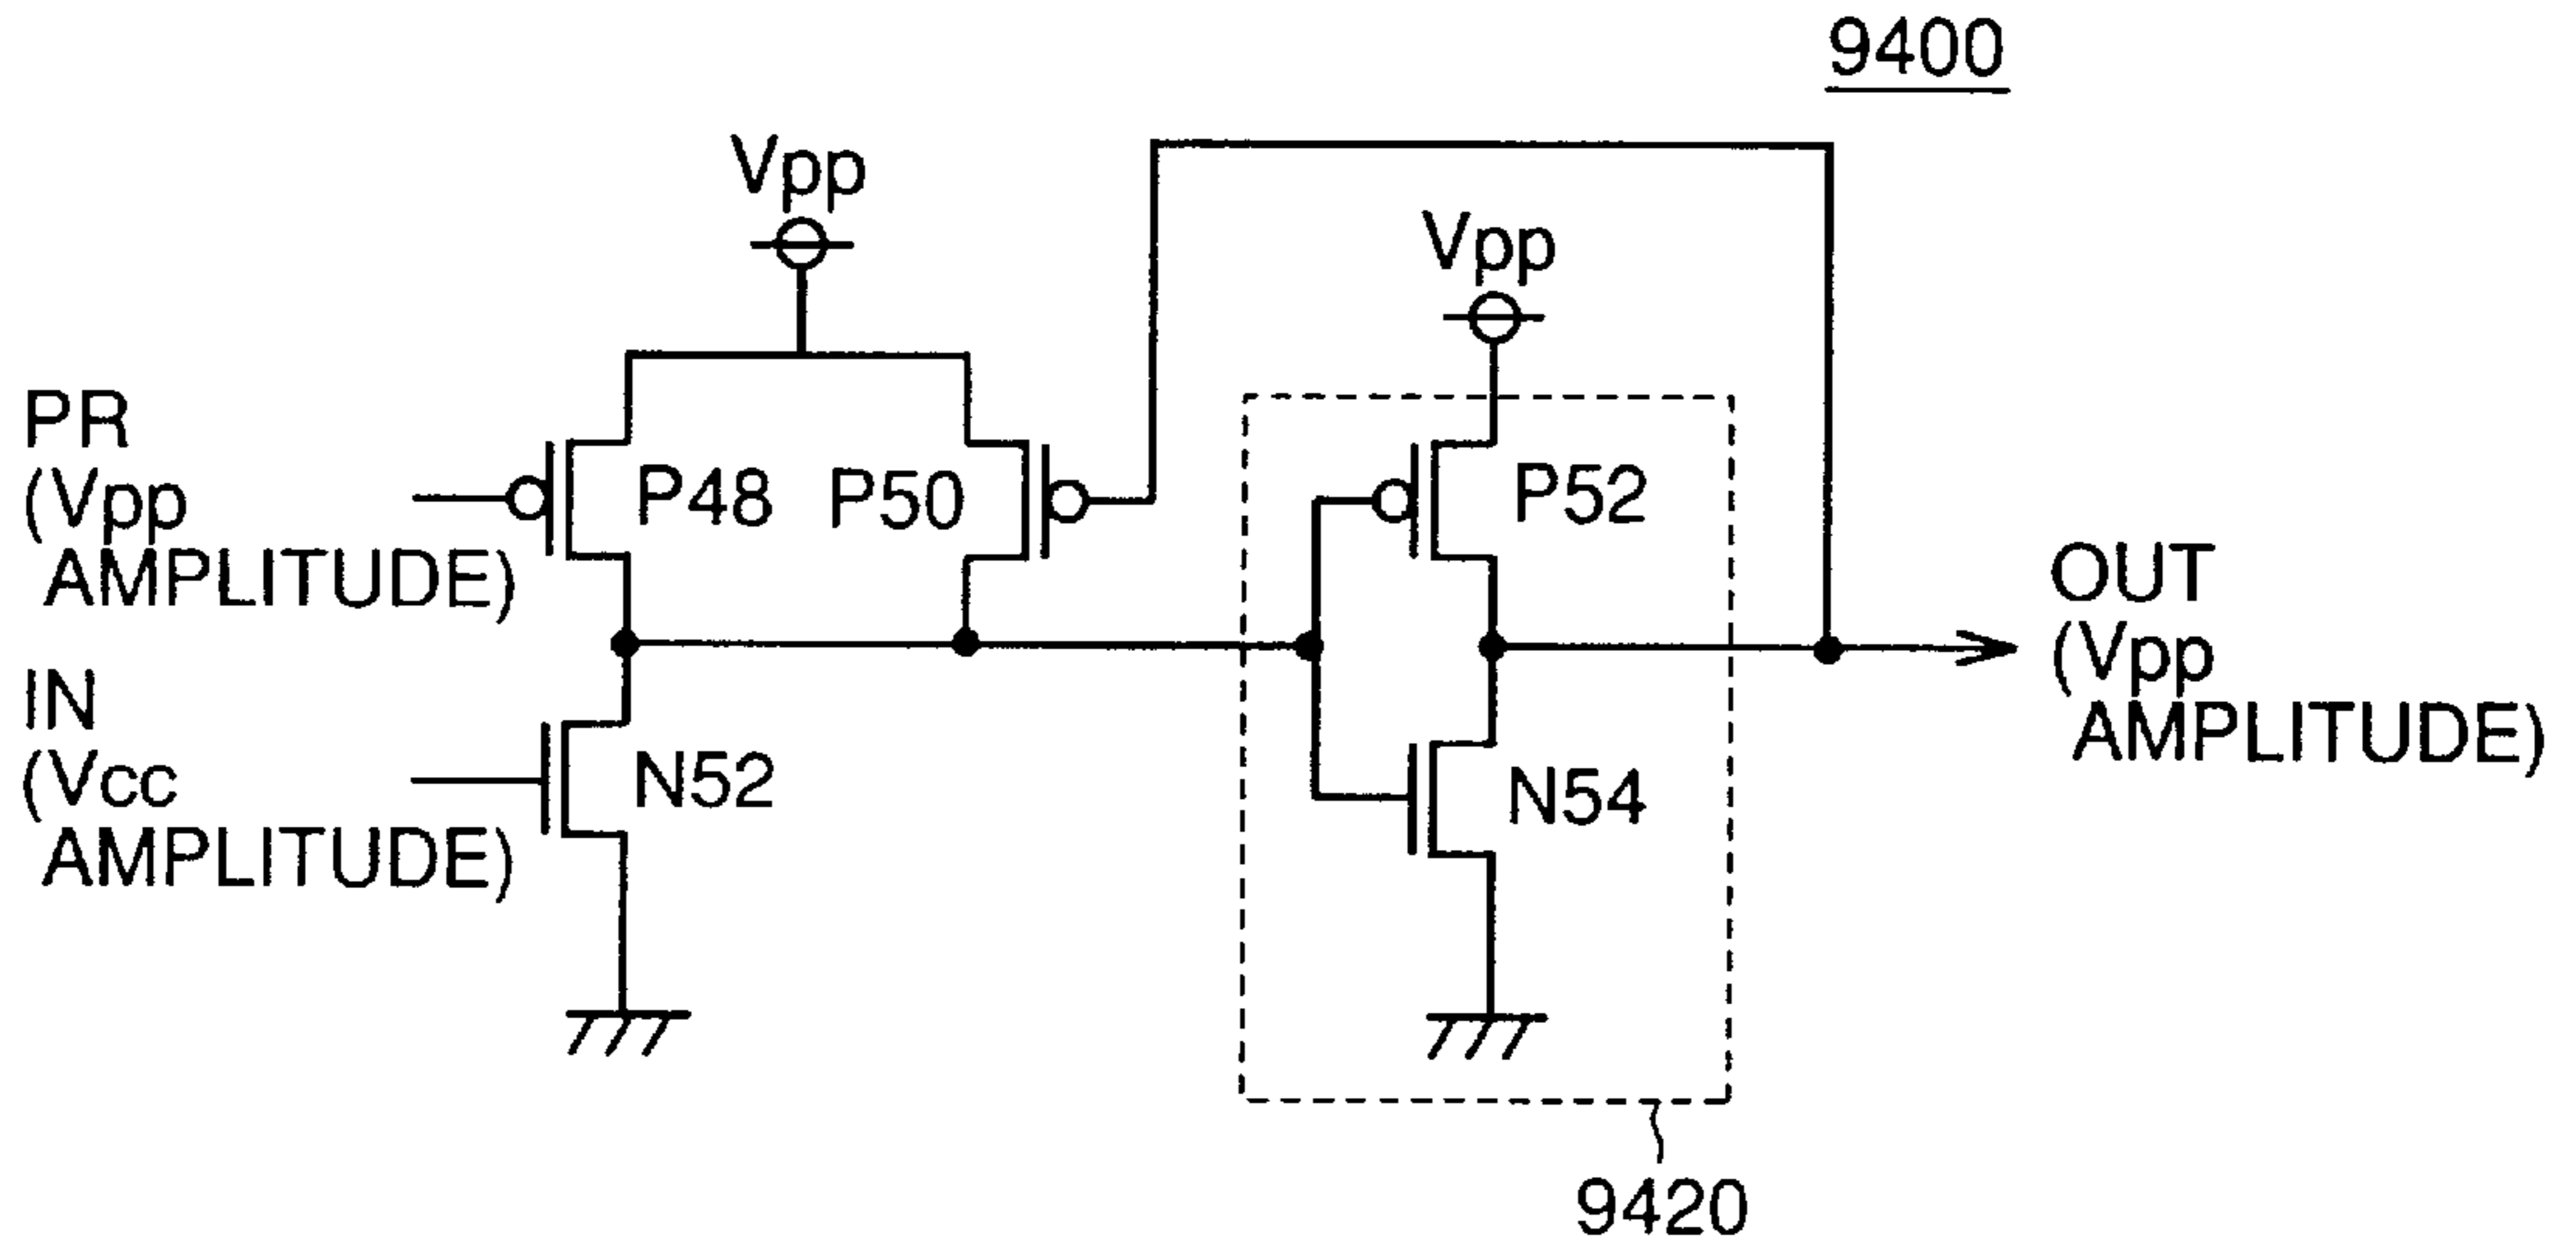 9400
Vpp
Vpp
PR
(Vpp
AMPLITUDE)
P48
P50
P52
OUT
(Vpp
AMPLITUDE)
IN
(Vcc
AMPLITUDE)
N52
N54
9420